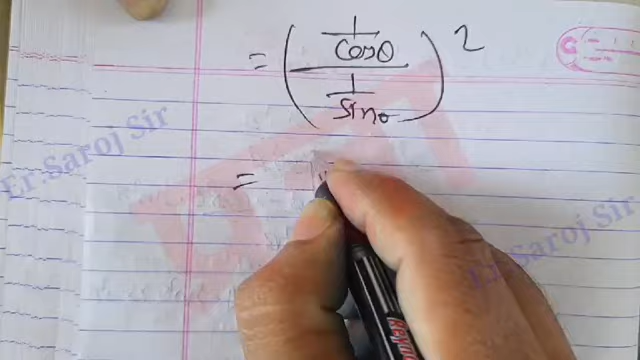 = ( 1/cosθ / 1/sinθ )²
=
Er.Saroj Sir
Er.Saroj Sir